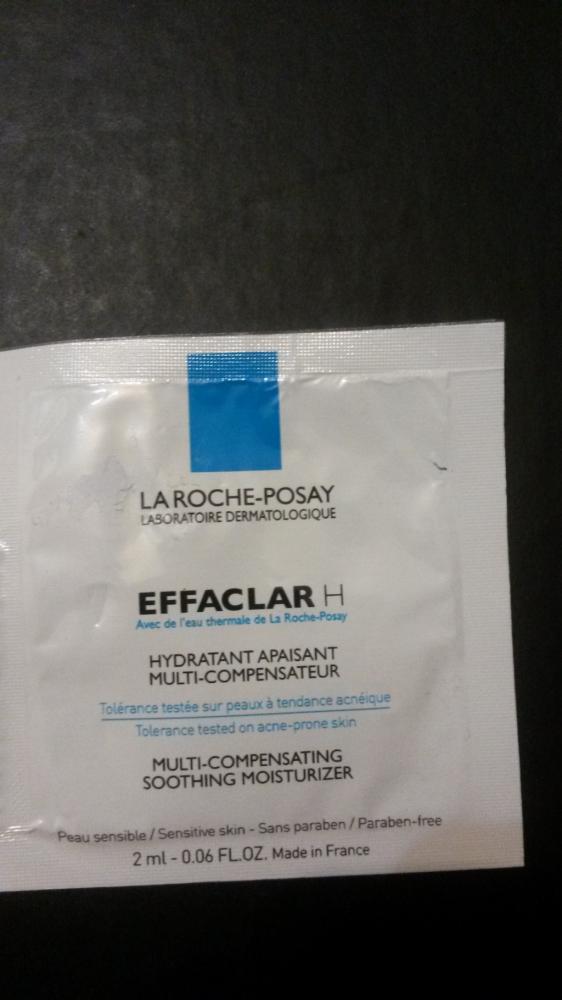 LA ROCHE-POSAY
LABORATOIRE DERMATOLOGIQUE
EFFACLAR H
Avec de l'eau thermale de La Roche-Posay
HYDRATANT APAISANT
MULTI-COMPENSATEUR
Tolérance testée sur peaux à tendance acnéique
Tolerance tested on acne-prone skin
MULTI-COMPENSATING
SOOTHING MOISTURIZER
Peau sensible / Sensitive skin - Sans paraben / Paraben-free
2 ml - 0.06 FL.OZ. Made in France